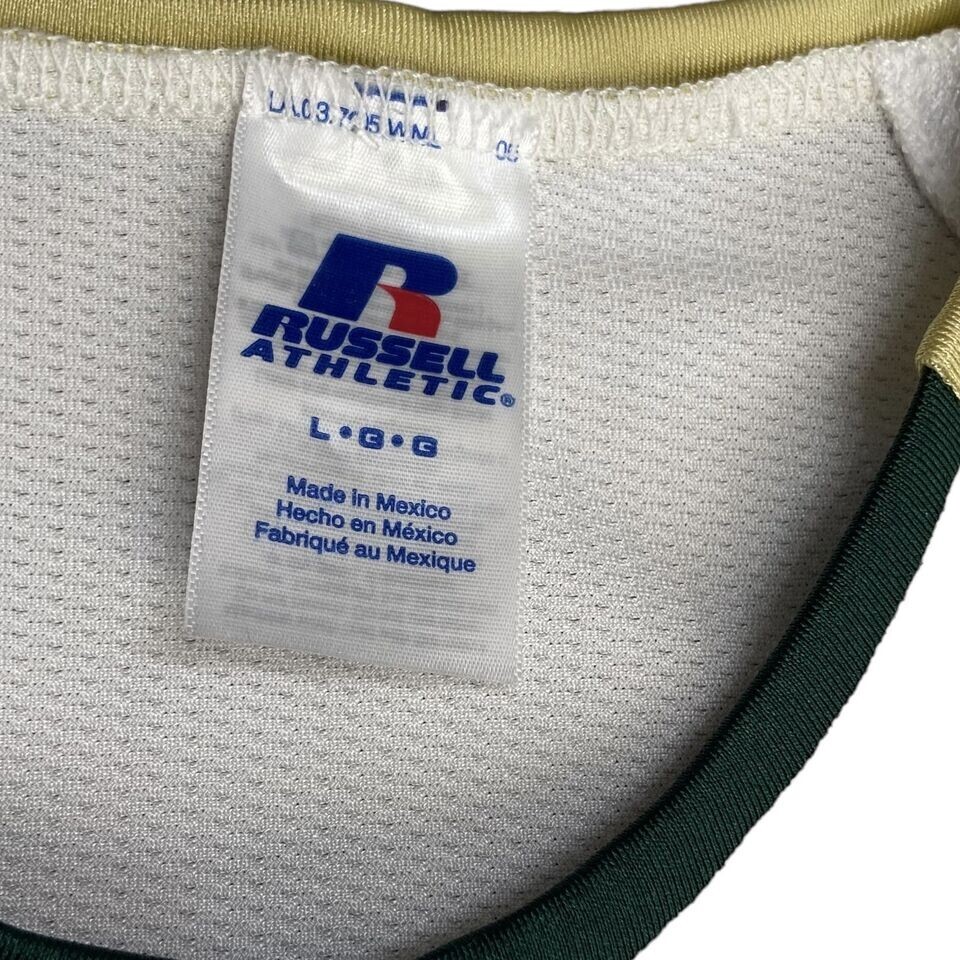 RUSSELL
ATHLETIC®
L • G • G
Made in Mexico
Hecho en México
Fabriqué au Mexique